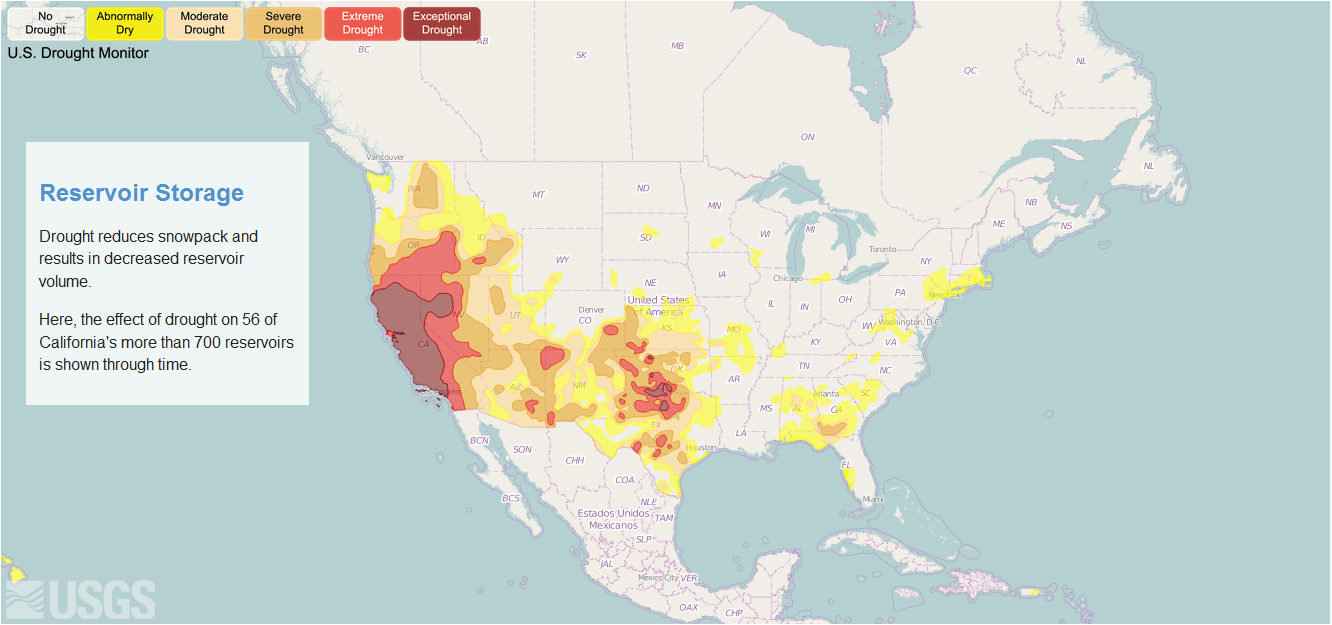 No
Drought
Abnormally
Dry
Moderate
Drought
Severe
Drought
Extreme
Drought
Exceptional
Drought
U.S. Drought Monitor
BC
AB
SK
MB
ON
QC
NL
Reservoir Storage
Drought reduces snowpack and
results in decreased reservoir
volume.
Here, the effect of drought on 56 of
California's more than 700 reservoirs
is shown through time.
Vancouver
WA
MT
ND
MN
OR
ID
SD
WI
MI
Toronto
ME
NB
NS
NL
WY
IA
Chicago
NY
NE
PA
New York
United States
of America
Denver
CO
UT
NV
IL
IN
OH
KS
MO
WV
Washington, D.C.
VA
KY
CA
TN
NC
AZ
NM
OK
AR
Atlanta
SC
MS
AL
GA
TX
LA
Houston
BCN
SON
CHH
COA
FL
Miami
BCS
NLE
Estados Unidos
Mexicanos
TAM
SLP
JAL
Mexico City
VER
OAX
CHP
USGS